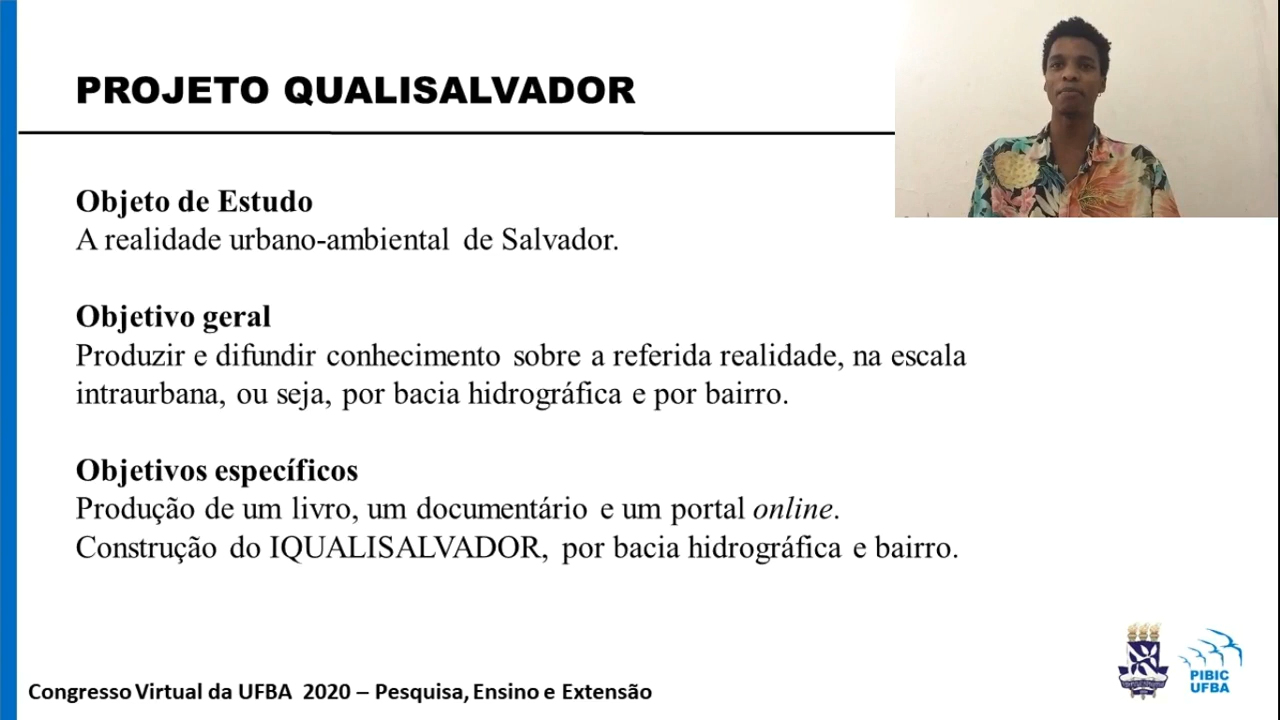 PROJETO QUALISALVADOR
Objeto de Estudo
A realidade urbano-ambiental de Salvador.
Objetivo geral
Produzir e difundir conhecimento sobre a referida realidade, na escala
intraurbana, ou seja, por bacia hidrográfica e por bairro.
Objetivos específicos
Produção de um livro, um documentário e um portal online.
Construção do IQUALISALVADOR, por bacia hidrográfica e bairro.
Congresso Virtual da UFBA 2020 – Pesquisa, Ensino e Extensão
PIBIC
UFBA